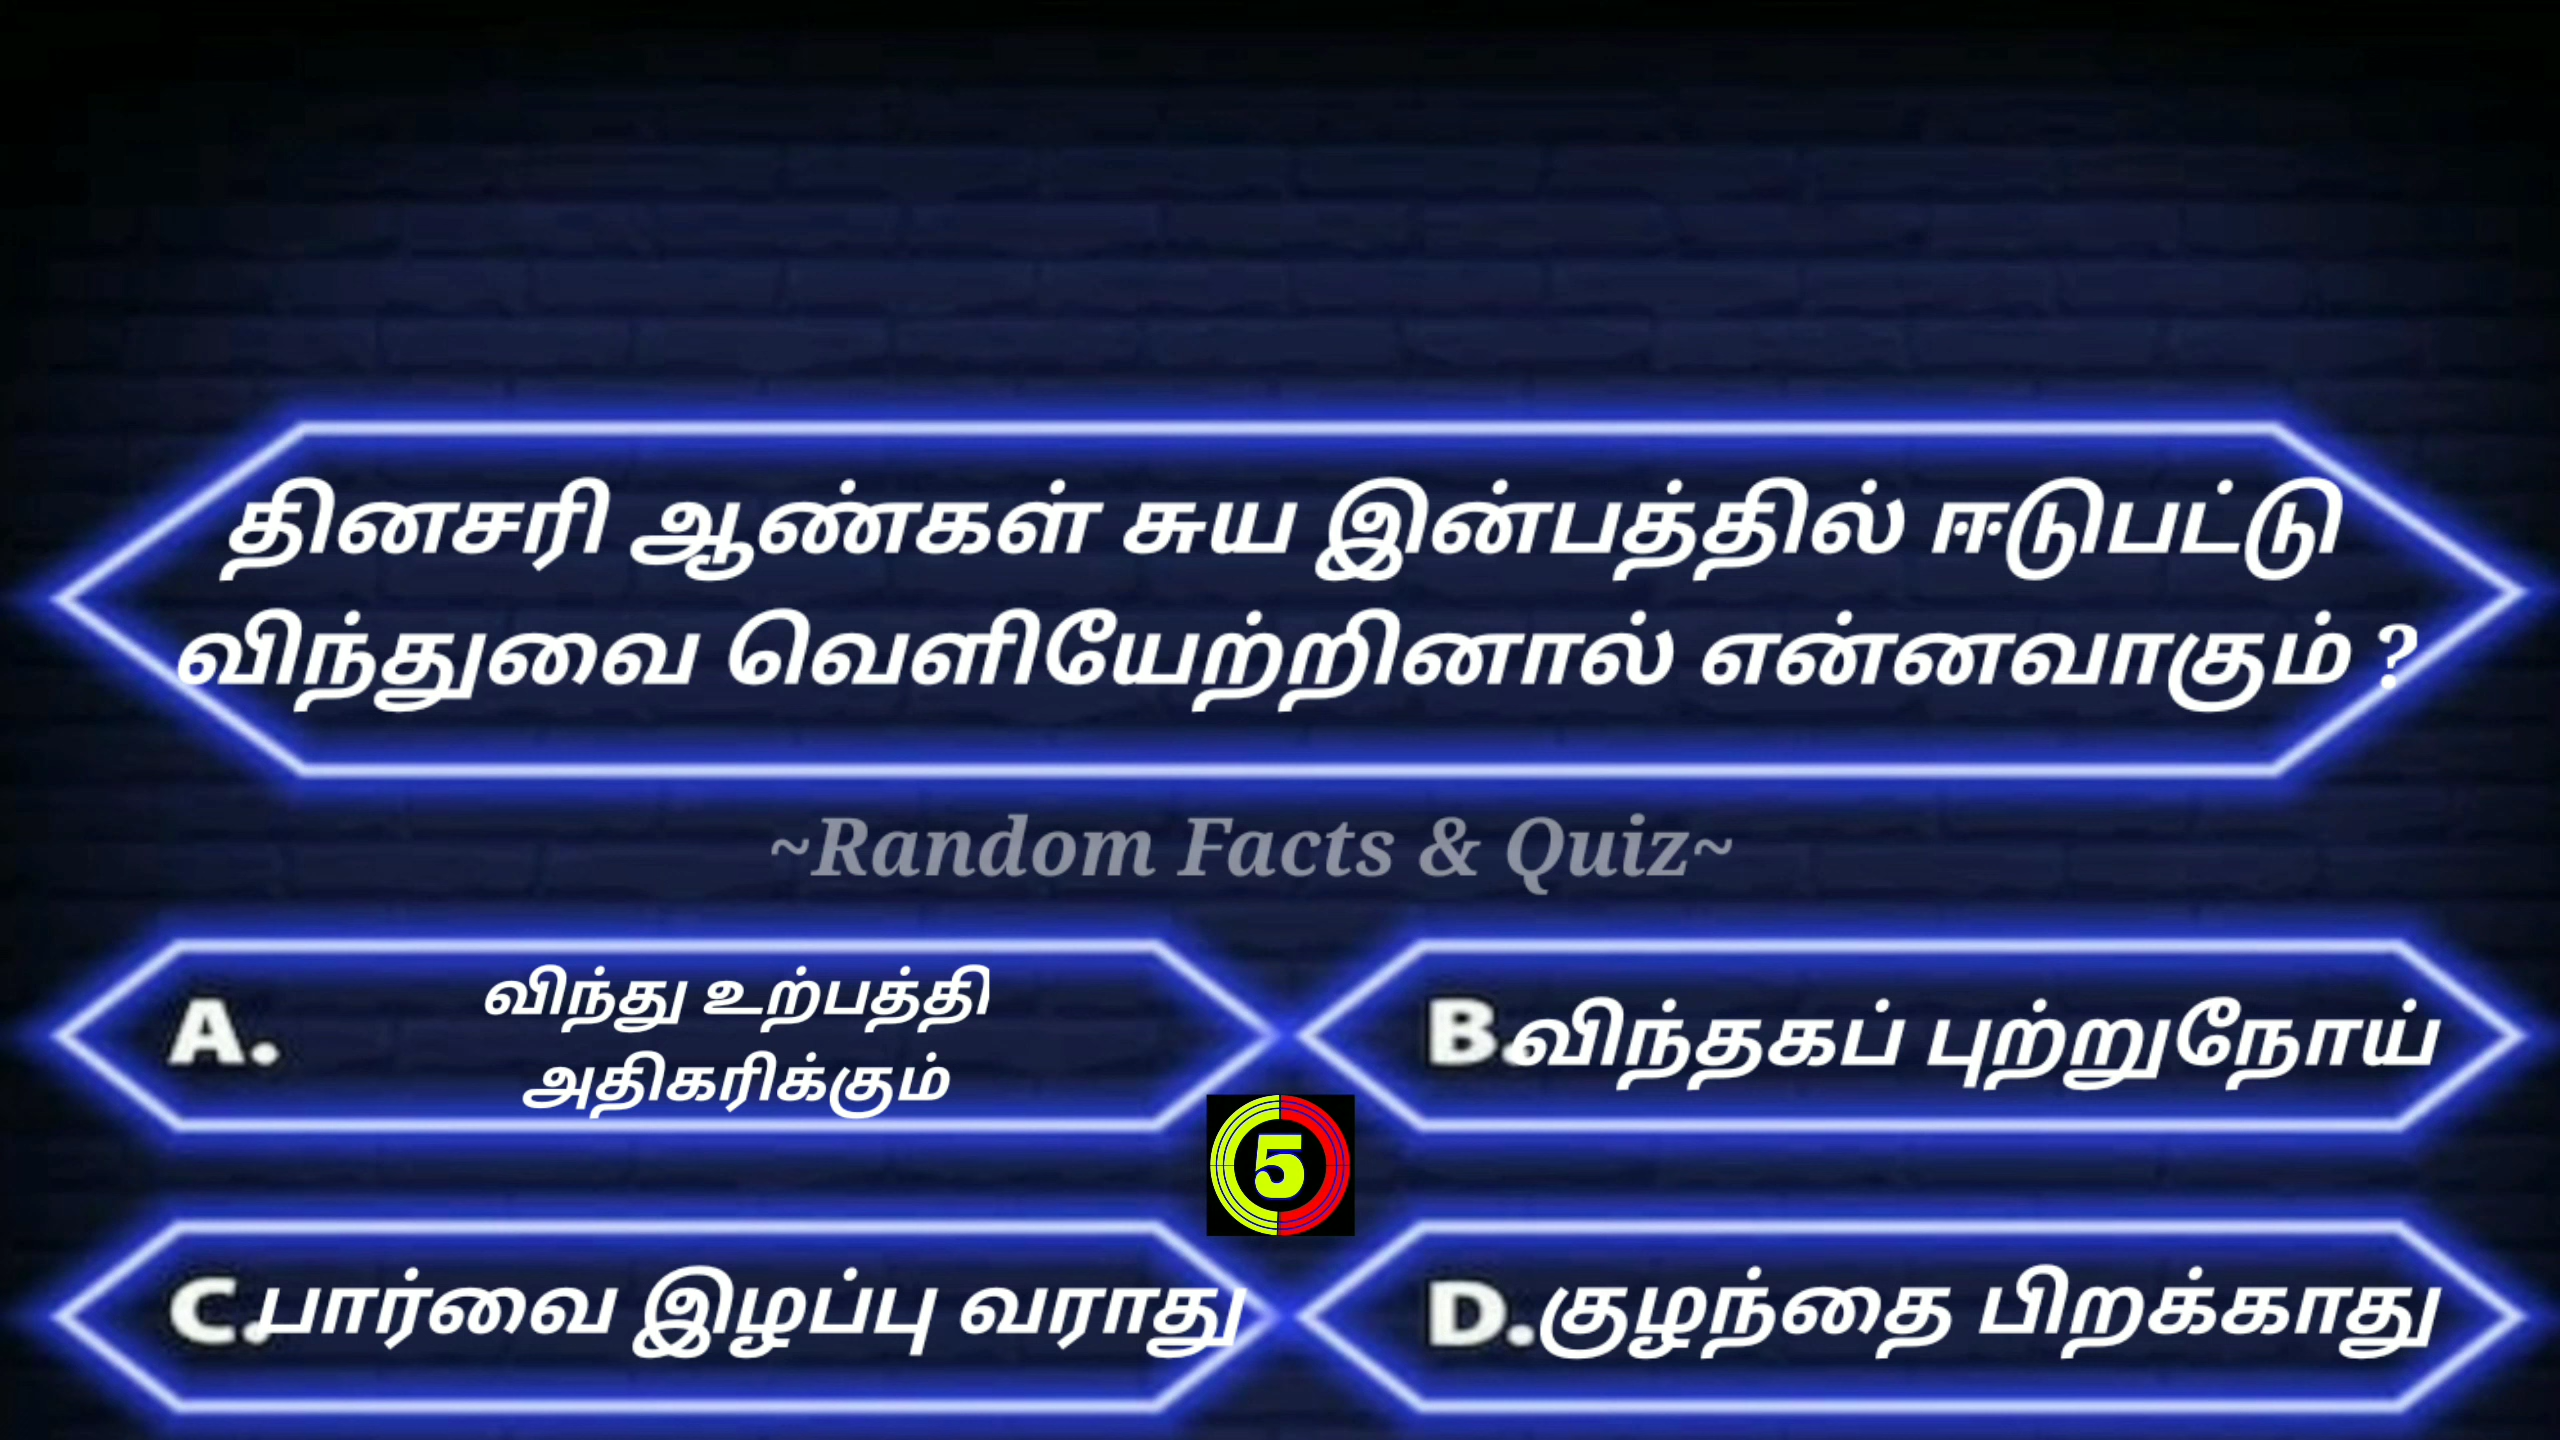 தினசரி ஆண்கள் சுய இன்பத்தில் ஈடுபட்டு
விந்துவை வெளியேற்றினால் என்னவாகும் ?
~Random Facts & Quiz~
A. விந்து உற்பத்தி
அதிகரிக்கும்
B. விந்தகப் புற்றுநோய்
5
C. பார்வை இழப்பு வராது
D. குழந்தை பிறக்காது